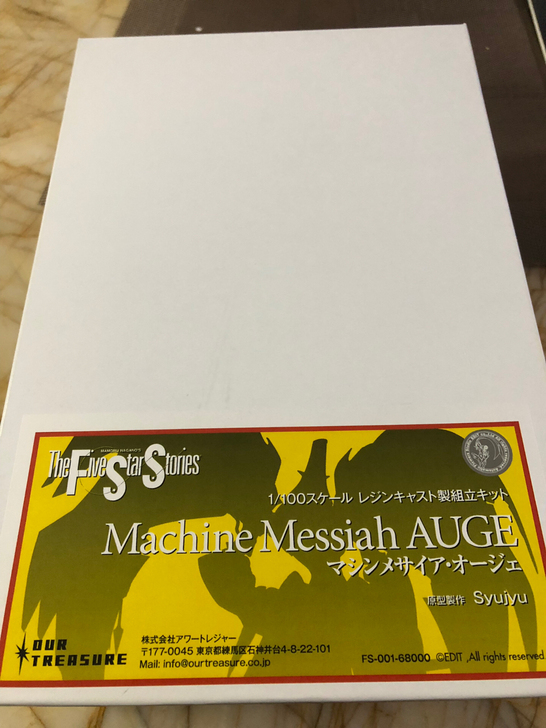 MAMORU NAGANO'S
The Five Star Stories
1/100スケール レジンキャスト製組立キット
Machine Messiah AUGE
マシンメサイア・オージェ
原型製作 Syujyu
OUR
TREASURE
株式会社アワートレジャー
〒177-0045 東京都練馬区石神井台4-8-22-101
Mail: info@ourtreasure.co.jp
FS-001-68000 ©EDIT ,All rights reserved